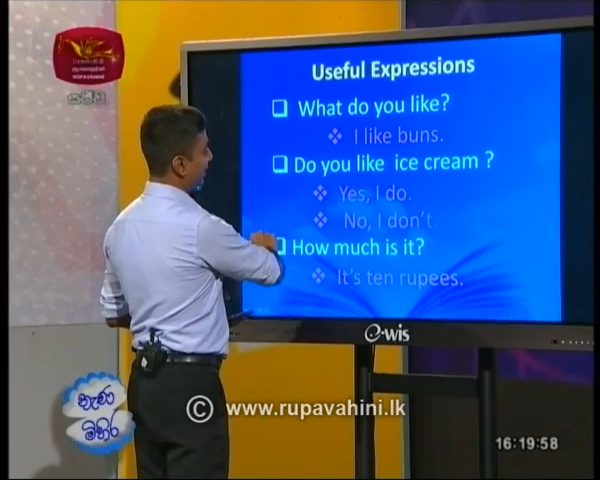 සජීවී
Useful Expressions
❑ What do you like?
❖ I like buns.
❑ Do you like ice cream ?
❖ Yes, I do.
❖ No, I don't.
❑ How much is it?
❖ It's ten rupees.
e-wis
නැණ
මිහිර
© www.rupavahini.lk
16:19:58